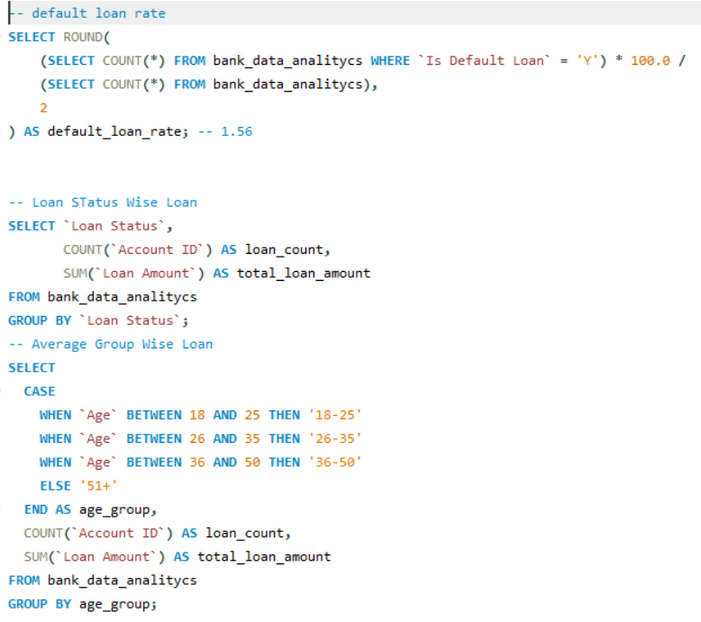 -- default loan rate
SELECT ROUND(
(SELECT COUNT(*) FROM bank_data_analitycs WHERE `Is Default Loan` = 'Y') * 100.0 /
(SELECT COUNT(*) FROM bank_data_analitycs),
2
) AS default_loan_rate; -- 1.56
-- Loan STatus Wise Loan
SELECT `Loan Status`,
COUNT(`Account ID`) AS loan_count,
SUM(`Loan Amount`) AS total_loan_amount
FROM bank_data_analitycs
GROUP BY `Loan Status`;
-- Average Group Wise Loan
SELECT
CASE
WHEN `Age` BETWEEN 18 AND 25 THEN '18-25'
WHEN `Age` BETWEEN 26 AND 35 THEN '26-35'
WHEN `Age` BETWEEN 36 AND 50 THEN '36-50'
ELSE '51+'
END AS age_group,
COUNT(`Account ID`) AS loan_count,
SUM(`Loan Amount`) AS total_loan_amount
FROM bank_data_analitycs
GROUP BY age_group;